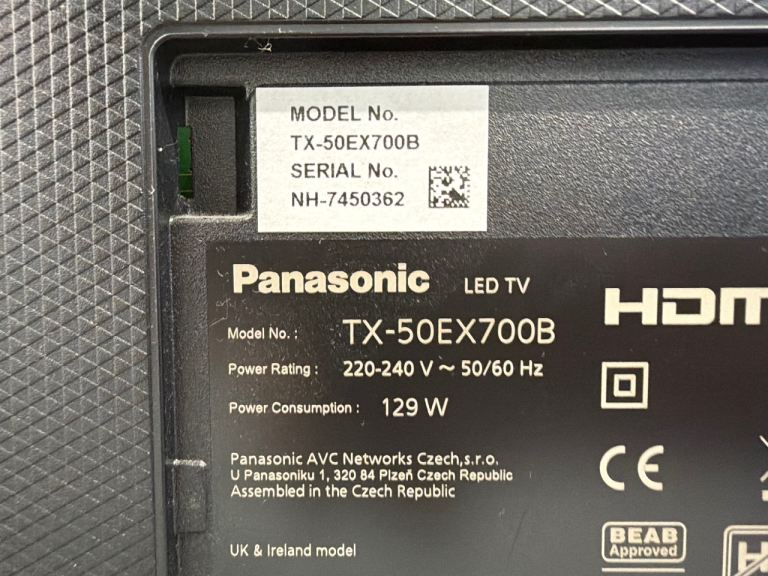 MODEL No.
TX-50EX700B
SERIAL No.
NH-7450362
Panasonic LED TV
Model No. : TX-50EX700B
Power Rating : 220-240 V ~ 50/60 Hz
Power Consumption : 129 W
Panasonic AVC Networks Czech,s.r.o.
U Panasoniku 1, 320 84 Plzeň Czech Republic
Assembled in the Czech Republic
UK & Ireland model
HDM
CE
BEAB
Approved